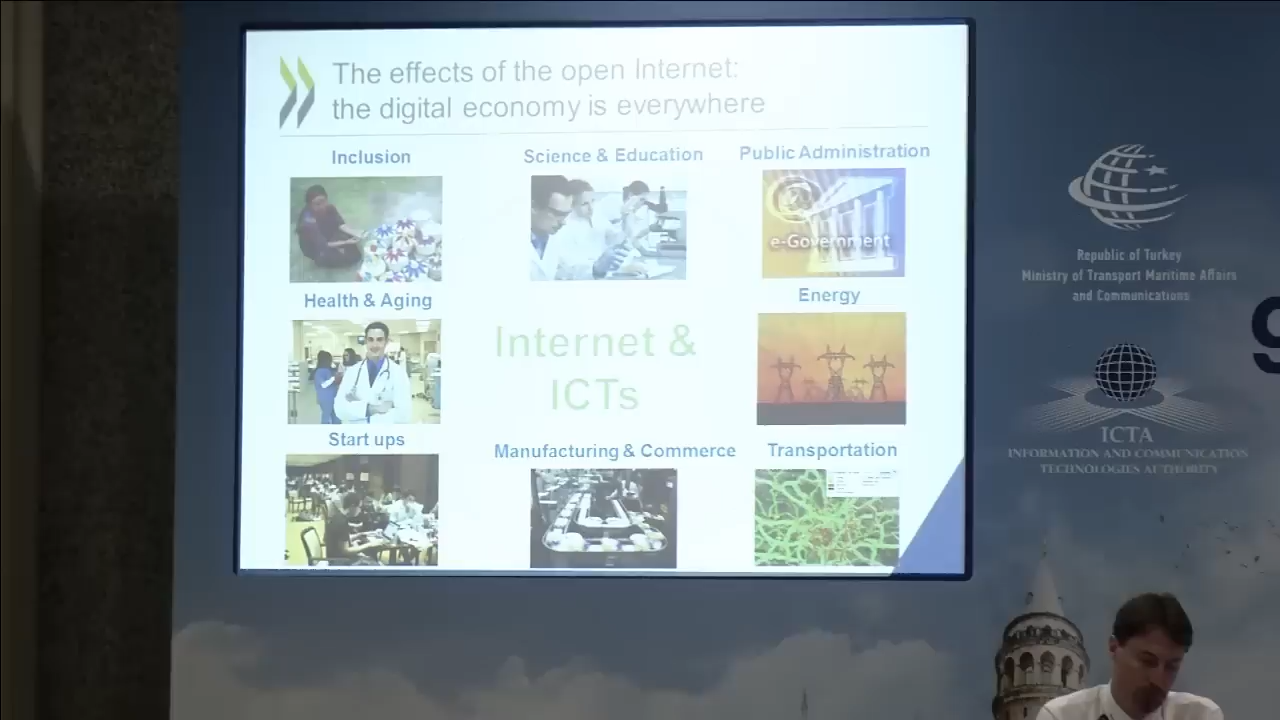 The effects of the open Internet:
the digital economy is everywhere
Inclusion
Science & Education
Public Administration
e-Government
Health & Aging
Internet &
ICTs
Energy
Start ups
Manufacturing & Commerce
Transportation
Republic of Turkey
Ministry of Transport Maritime Affairs
and Communications
9
ICTA
INFORMATION AND COMMUNICATION
TECHNOLOGIES AUTHORITY